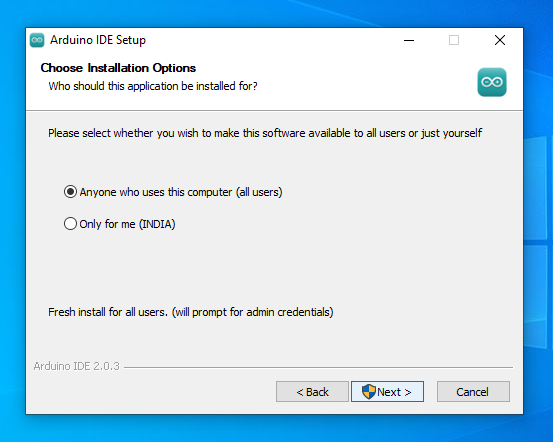 Arduino IDE Setup
Choose Installation Options
Who should this application be installed for?
Please select whether you wish to make this software available to all users or just yourself
Anyone who uses this computer (all users)
Only for me (INDIA)
Fresh install for all users. (will prompt for admin credentials)
Arduino IDE 2.0.3
< Back Next > Cancel